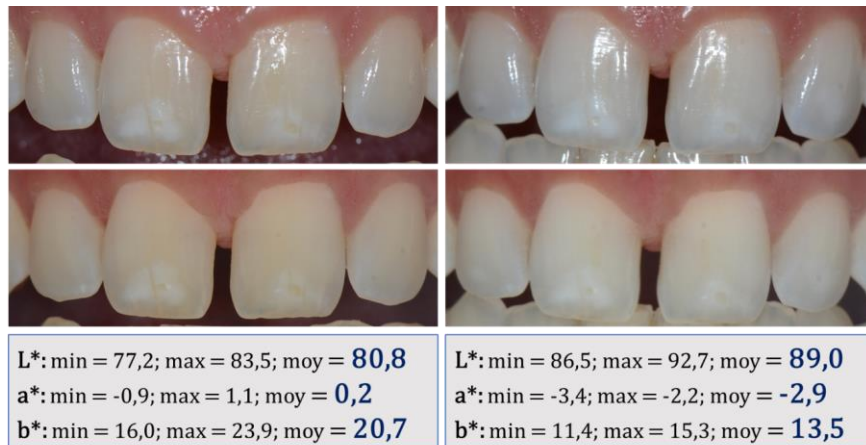 L*: min = 77,2; max = 83,5; moy = 80,8
a*: min = -0,9; max = 1,1; moy = 0,2
b*: min = 16,0; max = 23,9; moy = 20,7
L*: min = 86,5; max = 92,7; moy = 89,0
a*: min = -3,4; max = -2,2; moy = -2,9
b*: min = 11,4; max = 15,3; moy = 13,5